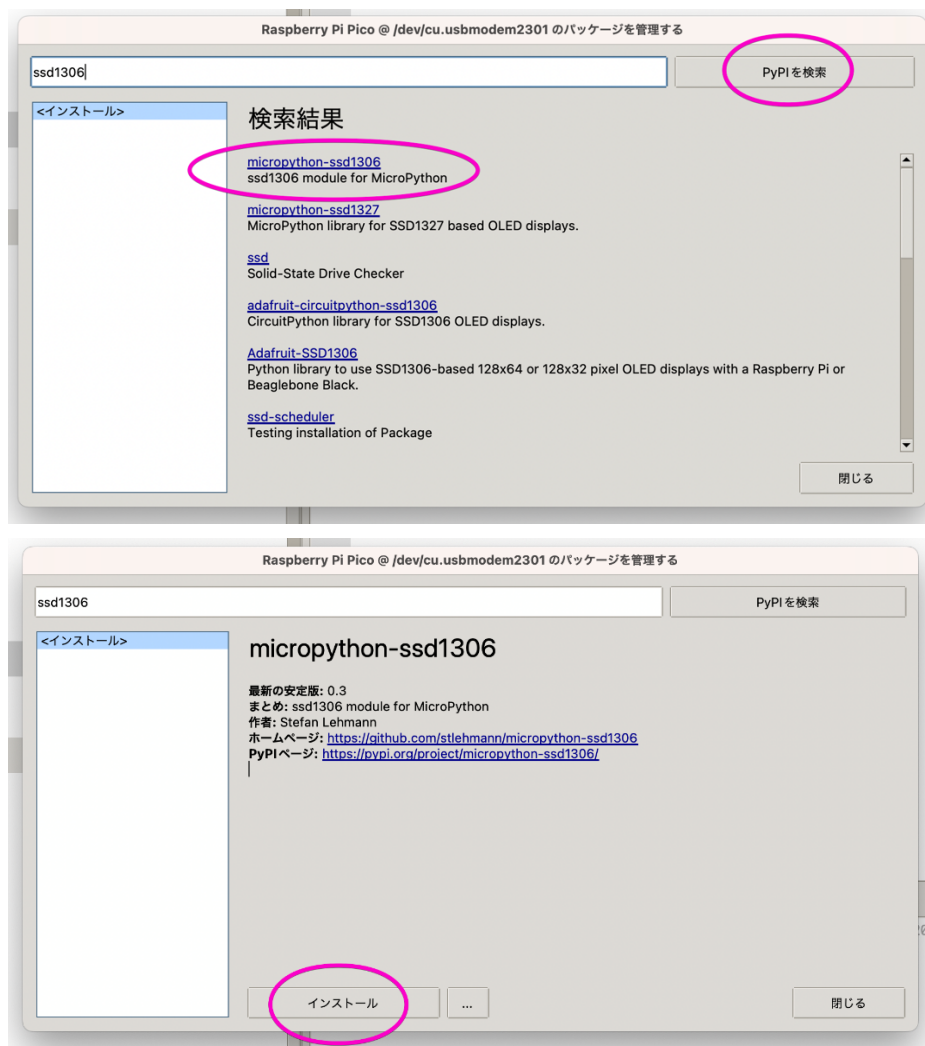 Raspberry Pi Pico @ /dev/cu.usbmodem2301 のパッケージを管理する
ssd1306
PyPIを検索
<インストール>
検索結果
micropython-ssd1306
ssd1306 module for MicroPython
micropython-ssd1327
MicroPython library for SSD1327 based OLED displays.
ssd
Solid-State Drive Checker
adafruit-circuitpython-ssd1306
CircuitPython library for SSD1306 OLED displays.
Adafruit-SSD1306
Python library to use SSD1306-based 128x64 or 128x32 pixel OLED displays with a Raspberry Pi or
Beaglebone Black.
ssd-scheduler
Testing installation of Package
閉じる
Raspberry Pi Pico @ /dev/cu.usbmodem2301 のパッケージを管理する
ssd1306
PyPIを検索
<インストール>
micropython-ssd1306
最新の安定版: 0.3
まとめ: ssd1306 module for MicroPython
作者: Stefan Lehmann
ホームページ: https://github.com/stlehmann/micropython-ssd1306
PyPIページ: https://pypi.org/project/micropython-ssd1306/
インストール
...
閉じる